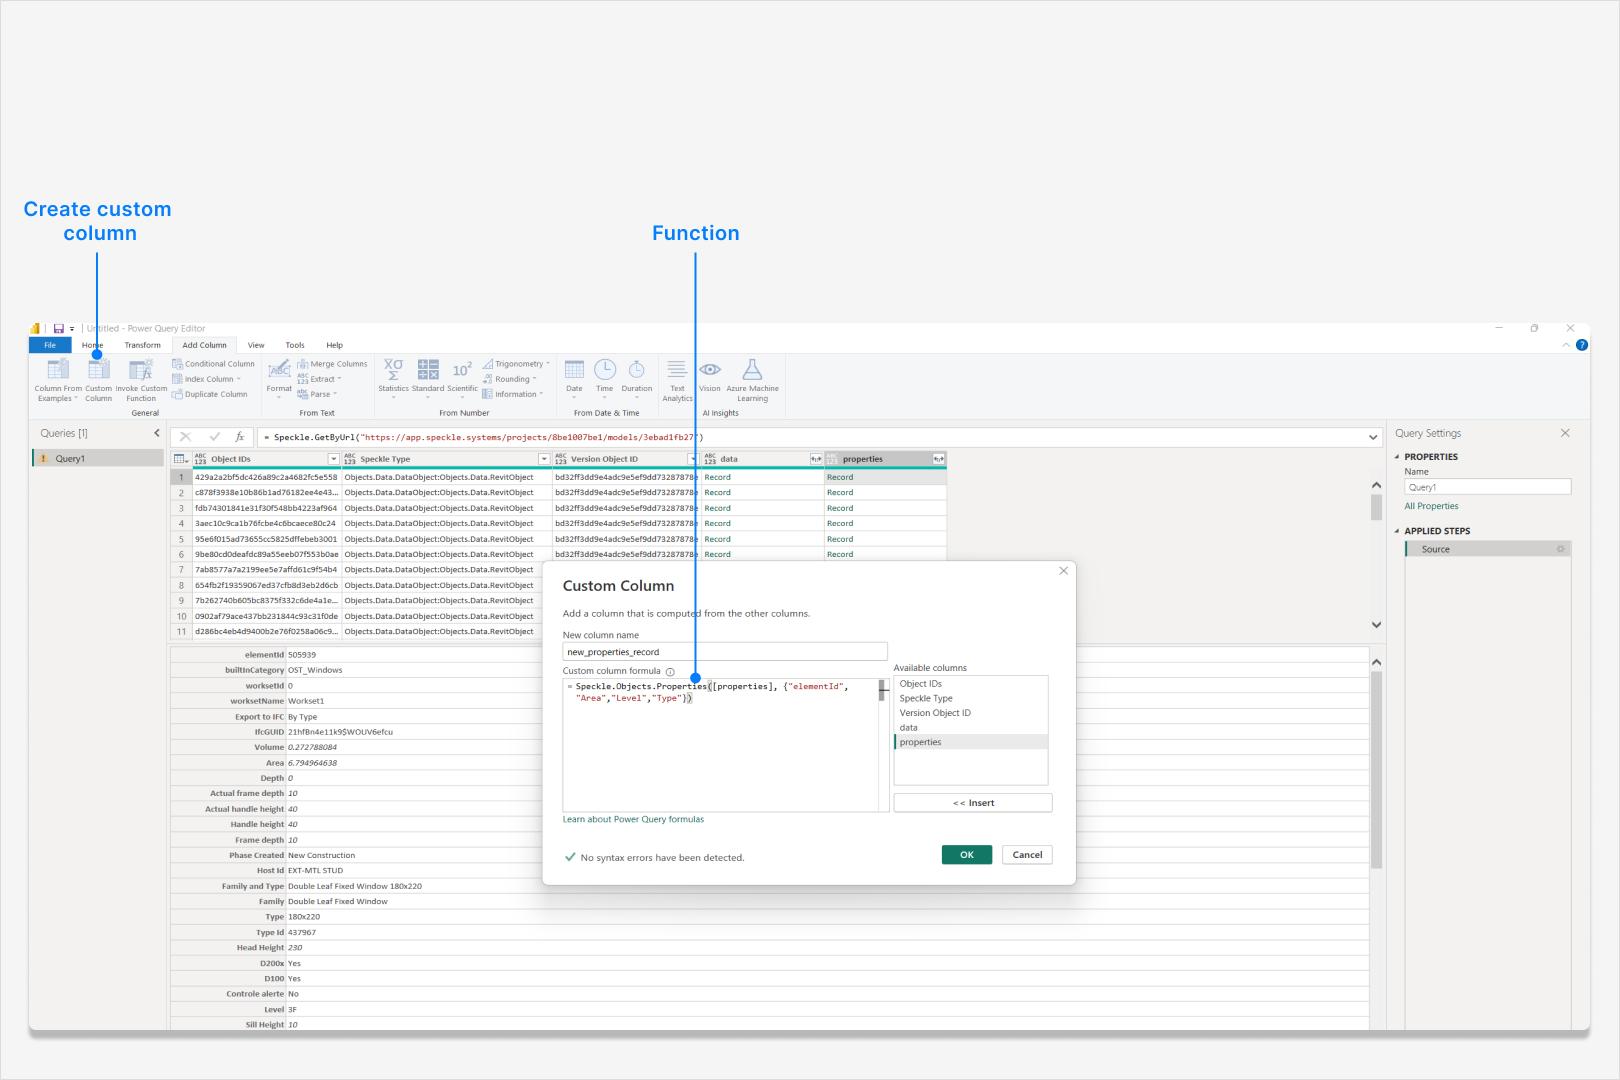 Create custom
column
Function
Untitled - Power Query Editor
File Home Transform Add Column View Tools Help
Column From Examples
Custom Column
Invoke Custom Function
Conditional Column
Index Column
Duplicate Column
General
Format
Merge Columns
Extract
Parse
From Text
Statistics
Standard
Scientific
Trigonometry
Rounding
Information
From Number
Date
Time
Duration
From Date & Time
Text Analytics
Vision
Azure Machine Learning
AI Insights
Queries [1]
Query1
= Speckle.GetByUrl("https://app.speckle.systems/projects/8be1007be1/models/3ebad1fb27")
Object IDs Speckle Type Version Object ID data properties
1 429a2a2bf5dc426a89c2a4682fc5e558 Objects.Data.DataObject:Objects.Data.RevitObject bd32ff3dd9e4adc9e5ef9dd73287878e Record Record
2 c878f3938e10b86b1ad76182ee4e43... Objects.Data.DataObject:Objects.Data.RevitObject bd32ff3dd9e4adc9e5ef9dd73287878e Record Record
3 fdb74301841e31f30f548bb4223af964 Objects.Data.DataObject:Objects.Data.RevitObject bd32ff3dd9e4adc9e5ef9dd73287878e Record Record
4 3aec10c9ca1b76fcbe4c6bcaece80c24 Objects.Data.DataObject:Objects.Data.RevitObject bd32ff3dd9e4adc9e5ef9dd73287878e Record Record
5 95e6f015ad73655cc5825dffebeb3001 Objects.Data.DataObject:Objects.Data.RevitObject bd32ff3dd9e4adc9e5ef9dd73287878e Record Record
6 9be80cd0deafdc89a55eeb07f553b0ae Objects.Data.DataObject:Objects.Data.RevitObject bd32ff3dd9e4adc9e5ef9dd73287878e Record Record
7 7ab8577a7a2199ee5e7affd61c9f54b4 Objects.Data.DataObject:Objects.Data.RevitObject
8 654fb2f19359067ed37cfb8d3eb2d6cb Objects.Data.DataObject:Objects.Data.RevitObject
9 7b262740b605bc8375f332c6de4a1e... Objects.Data.DataObject:Objects.Data.RevitObject
10 0902af79ace437bb231844c93c31f0de Objects.Data.DataObject:Objects.Data.RevitObject
11 d286bc4eb4d9400b2e76f0258a06c9... Objects.Data.DataObject:Objects.Data.RevitObject
elementId 505939
builtInCategory OST_Windows
worksetId 0
worksetName Workset1
Export to IFC By Type
IfcGUID 21hfBn4e11k9$WOUV6efcu
Volume 0.272788084
Area 6.794964638
Depth 0
Actual frame depth 10
Actual handle height 40
Handle height 40
Frame depth 10
Phase Created New Construction
Host Id EXT-MTL STUD
Family and Type Double Leaf Fixed Window 180x220
Family Double Leaf Fixed Window
Type 180x220
Type Id 437967
Head Height 230
D200x Yes
D100 Yes
Controle alerte No
Level 3F
Sill Height 10
Custom Column
Add a column that is computed from the other columns.
New column name
new_properties_record
Custom column formula
= Speckle.Objects.Properties([properties], {"elementId",
"Area","Level","Type"})
Learn about Power Query formulas
No syntax errors have been detected.
Available columns
Object IDs
Speckle Type
Version Object ID
data
properties
<< Insert
OK
Cancel
Query Settings
PROPERTIES
Name
Query1
All Properties
APPLIED STEPS
Source